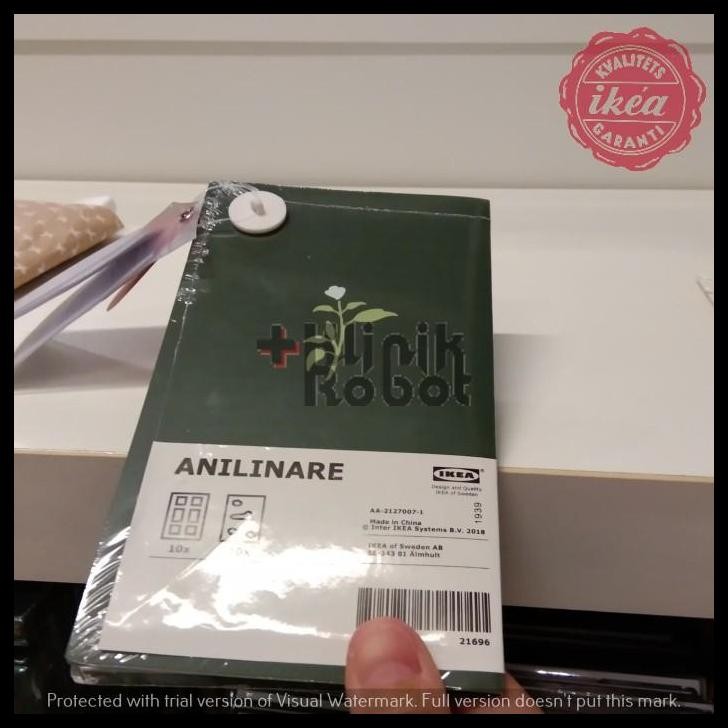 KVALITETS
ikéa
GARANTI
+Klinik
Robot
ANILINARE
IKEA
Design and Quality
IKEA of Sweden
10x
AA-2127007-1
Made in China
© Inter IKEA Systems B.V. 2018
1939
IKEA of Sweden AB
SE-343 81 Älmhult
21696
Protected with trial version of Visual Watermark. Full version doesn't put this mark.